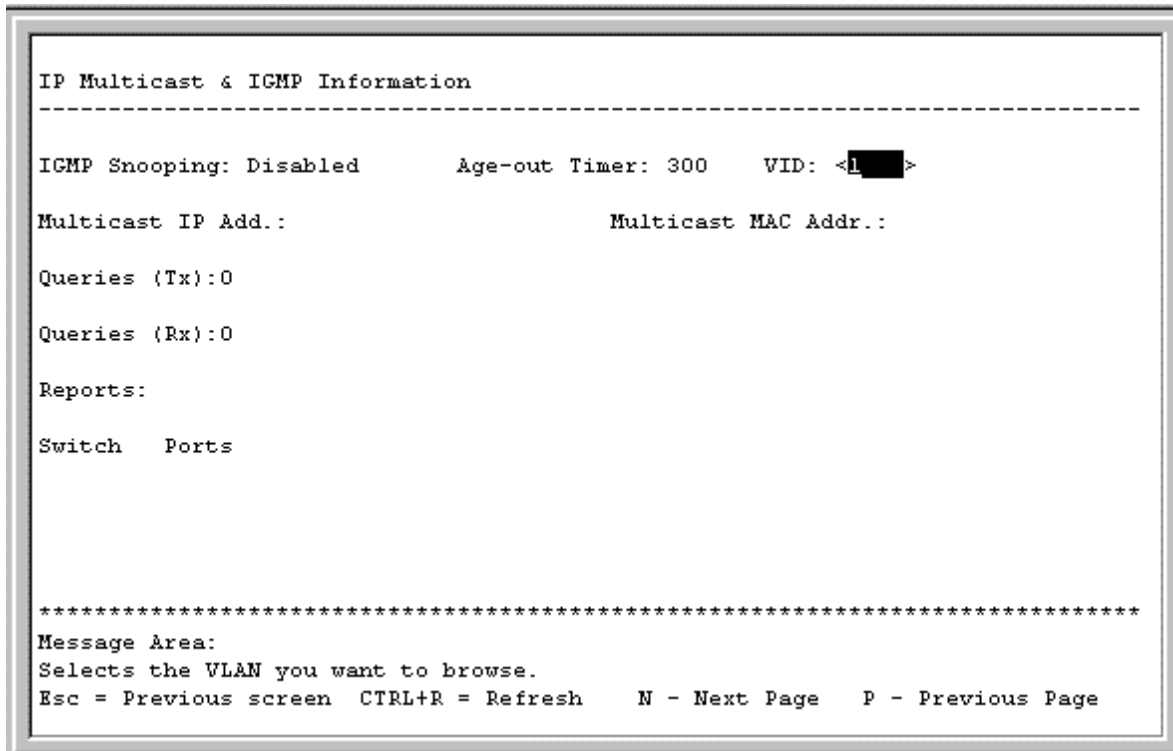 IP Multicast & IGMP Information
-------------------------------------------------------------------------------
IGMP Snooping: Disabled       Age-out Timer: 300    VID: <1   >
Multicast IP Add.:                       Multicast MAC Addr.:
Queries (Tx):0
Queries (Rx):0
Reports:
Switch   Ports
*******************************************************************************
Message Area:
Selects the VLAN you want to browse.
Esc = Previous screen  CTRL+R = Refresh    N - Next Page   P - Previous Page